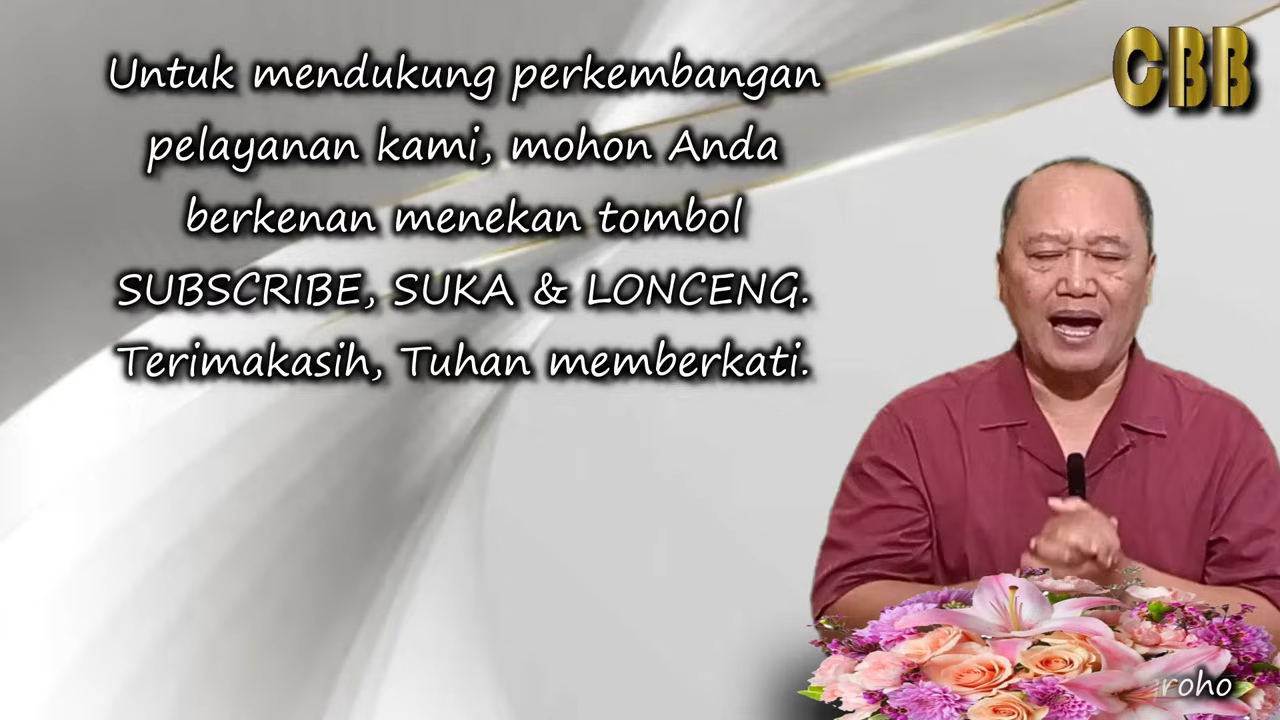 Untuk mendukung perkembangan
pelayanan kami, mohon Anda
berkenan menekan tombol
SUBSCRIBE, SUKA & LONCENG.
Terimakasih, Tuhan memberkati.
CBB